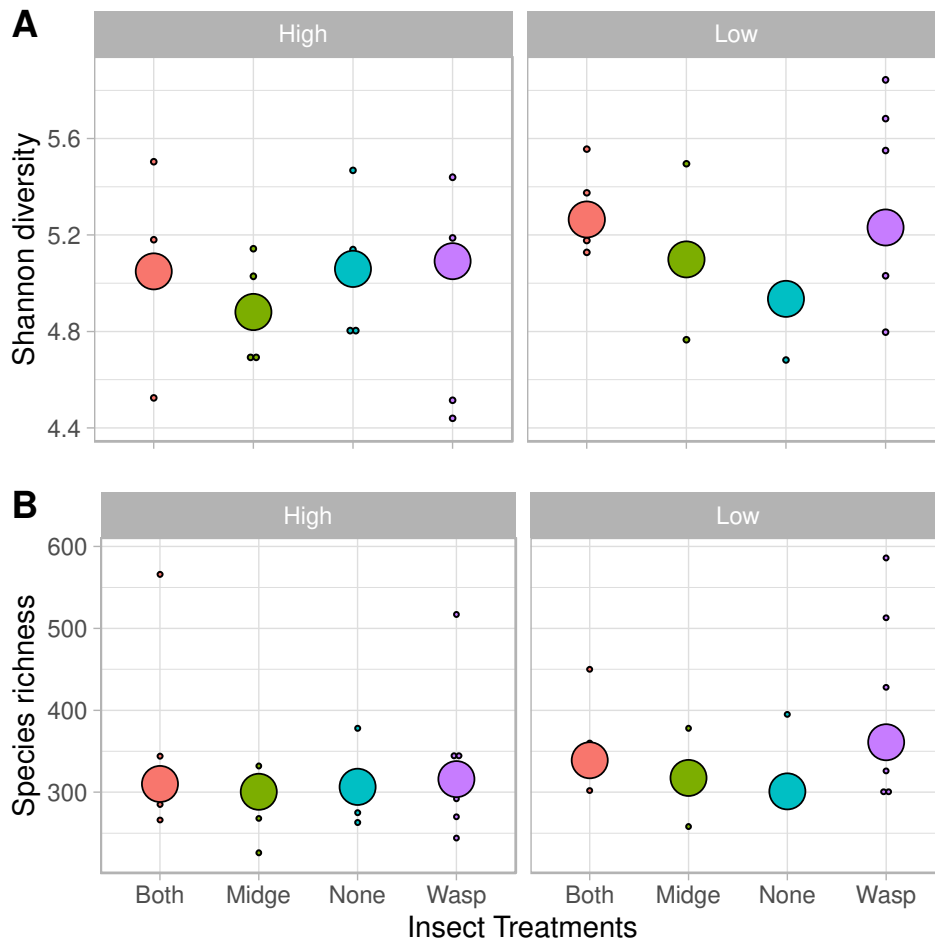 A
High
Low
Shannon diversity
5.6
5.2
4.8
4.4
B
High
Low
Species richness
600
500
400
300
Both Midge None Wasp Both Midge None Wasp
Insect Treatments